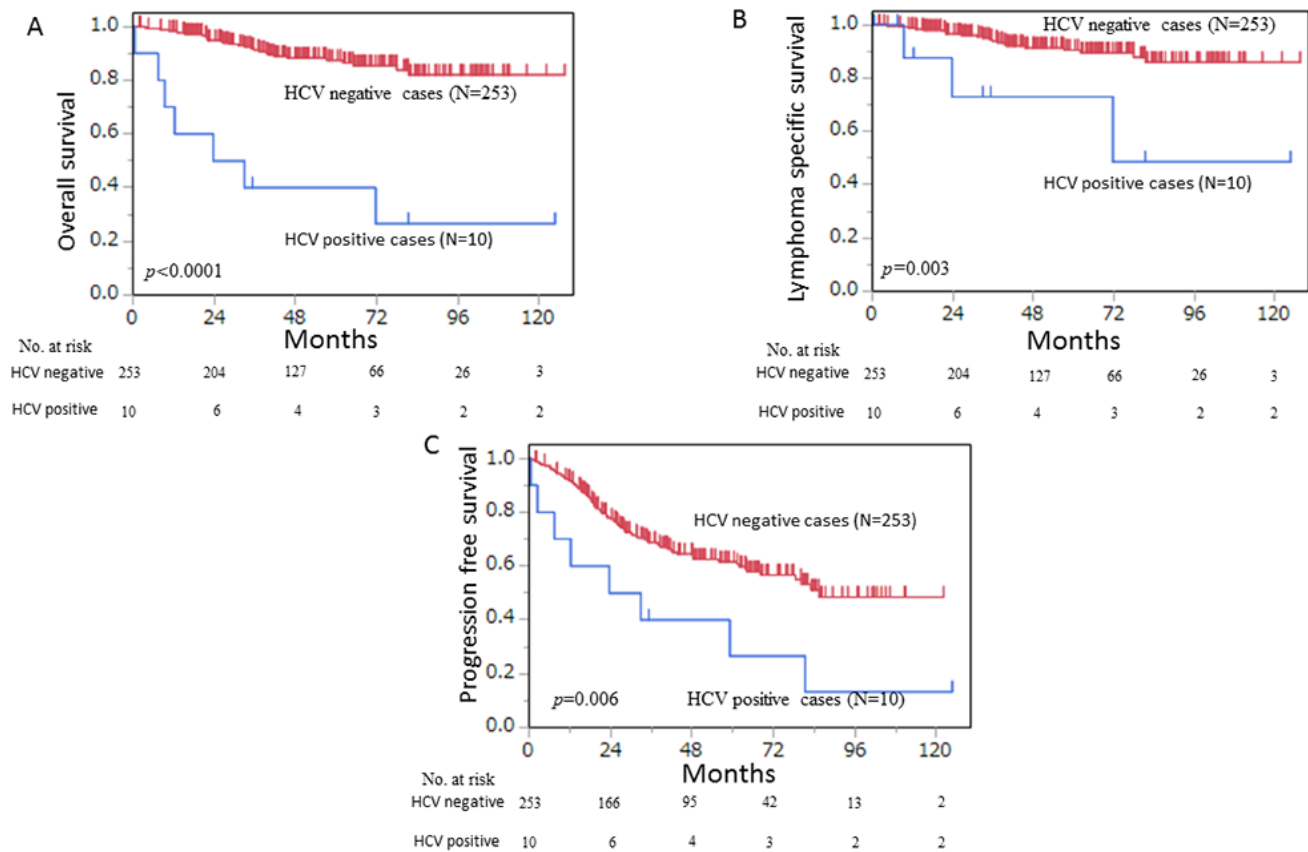 A
Overall survival
1.0
0.8
0.6
0.4
0.2
0.0
HCV negative cases (N=253)
HCV positive cases (N=10)
p<0.0001
0 24 48 72 96 120
Months
No. at risk
HCV negative 253 204 127 66 26 3
HCV positive 10 6 4 3 2 2
B
Lymphoma specific survival
1.0
0.8
0.6
0.4
0.2
0.0
HCV negative cases (N=253)
HCV positive cases (N=10)
p=0.003
0 24 48 72 96 120
Months
No. at risk
HCV negative 253 204 127 66 26 3
HCV positive 10 6 4 3 2 2
C
Progression free survival
1.0
0.8
0.6
0.4
0.2
0.0
HCV negative cases (N=253)
p=0.006 HCV positive cases (N=10)
0 24 48 72 96 120
Months
No. at risk
HCV negative 253 166 95 42 13 2
HCV positive 10 6 4 3 2 2